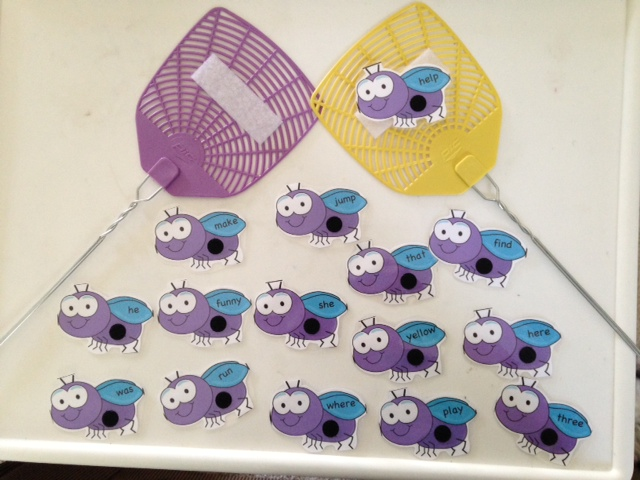 help
make
jump
that
find
he
funny
she
yellow
here
was
run
where
play
three